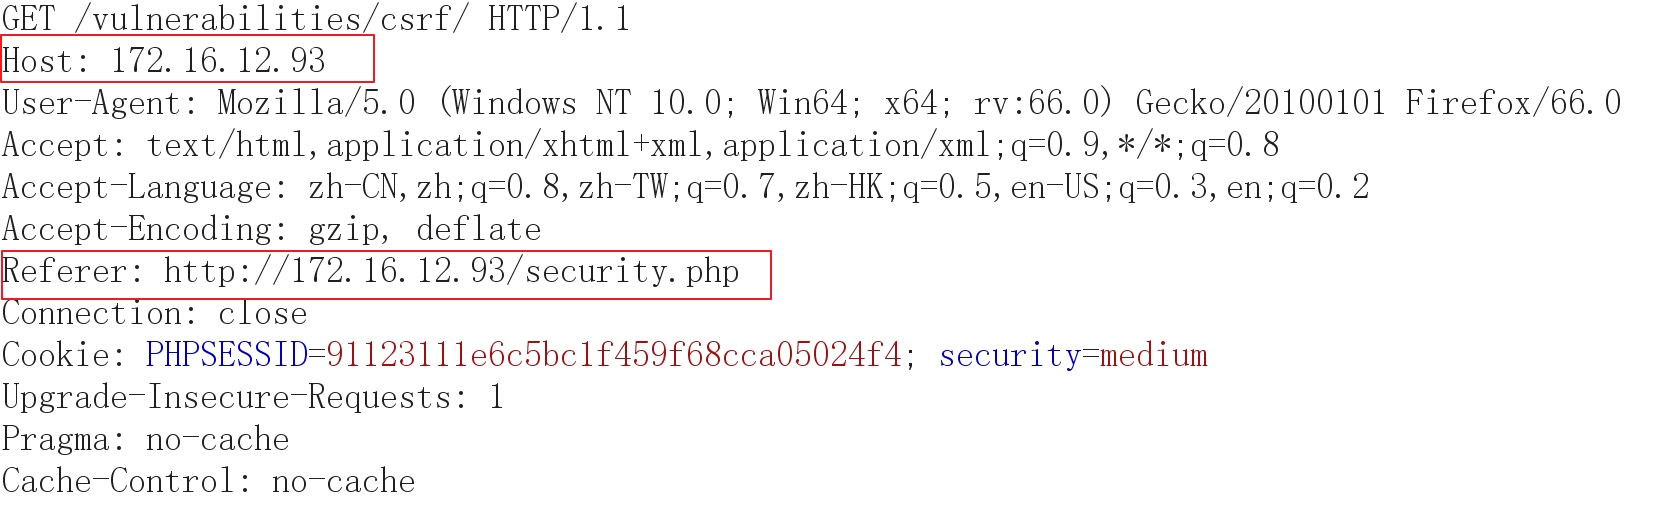 GET /vulnerabilities/csrf/ HTTP/1.1
Host: 172.16.12.93
User-Agent: Mozilla/5.0 (Windows NT 10.0; Win64; x64; rv:66.0) Gecko/20100101 Firefox/66.0
Accept: text/html,application/xhtml+xml,application/xml;q=0.9,*/*;q=0.8
Accept-Language: zh-CN,zh;q=0.8,zh-TW;q=0.7,zh-HK;q=0.5,en-US;q=0.3,en;q=0.2
Accept-Encoding: gzip, deflate
Referer: http://172.16.12.93/security.php
Connection: close
Cookie: PHPSESSID=91123111e6c5bc1f459f68cca05024f4; security=medium
Upgrade-Insecure-Requests: 1
Pragma: no-cache
Cache-Control: no-cache